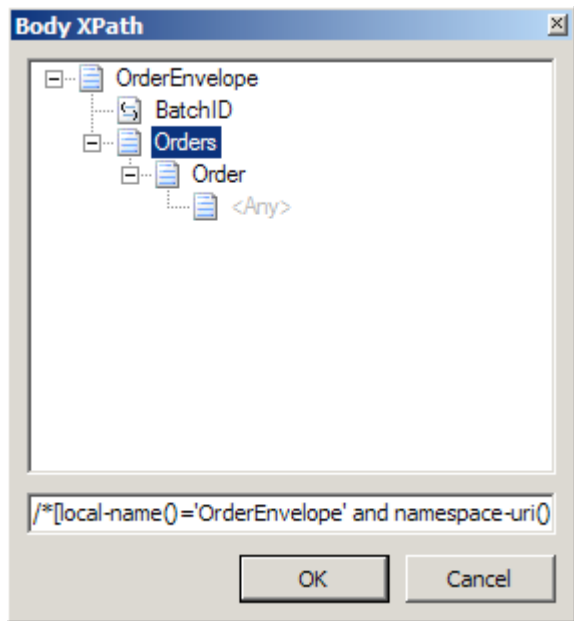 Body XPath
OrderEnvelope
BatchID
Orders
Order
<Any>
/*[local-name()='OrderEnvelope' and namespace-uri()
OK
Cancel